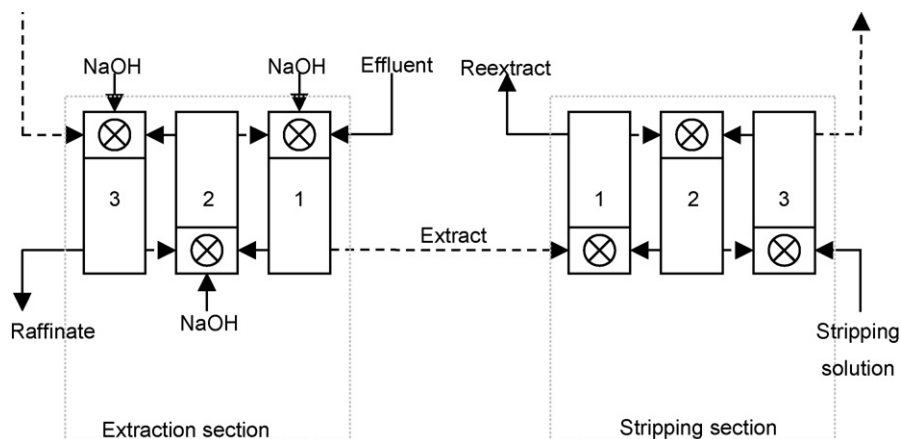 NaOH
NaOH
Effluent
Reextract
3
2
1
1
2
3
Extract
Raffinate
NaOH
Stripping
solution
Extraction section
Stripping section